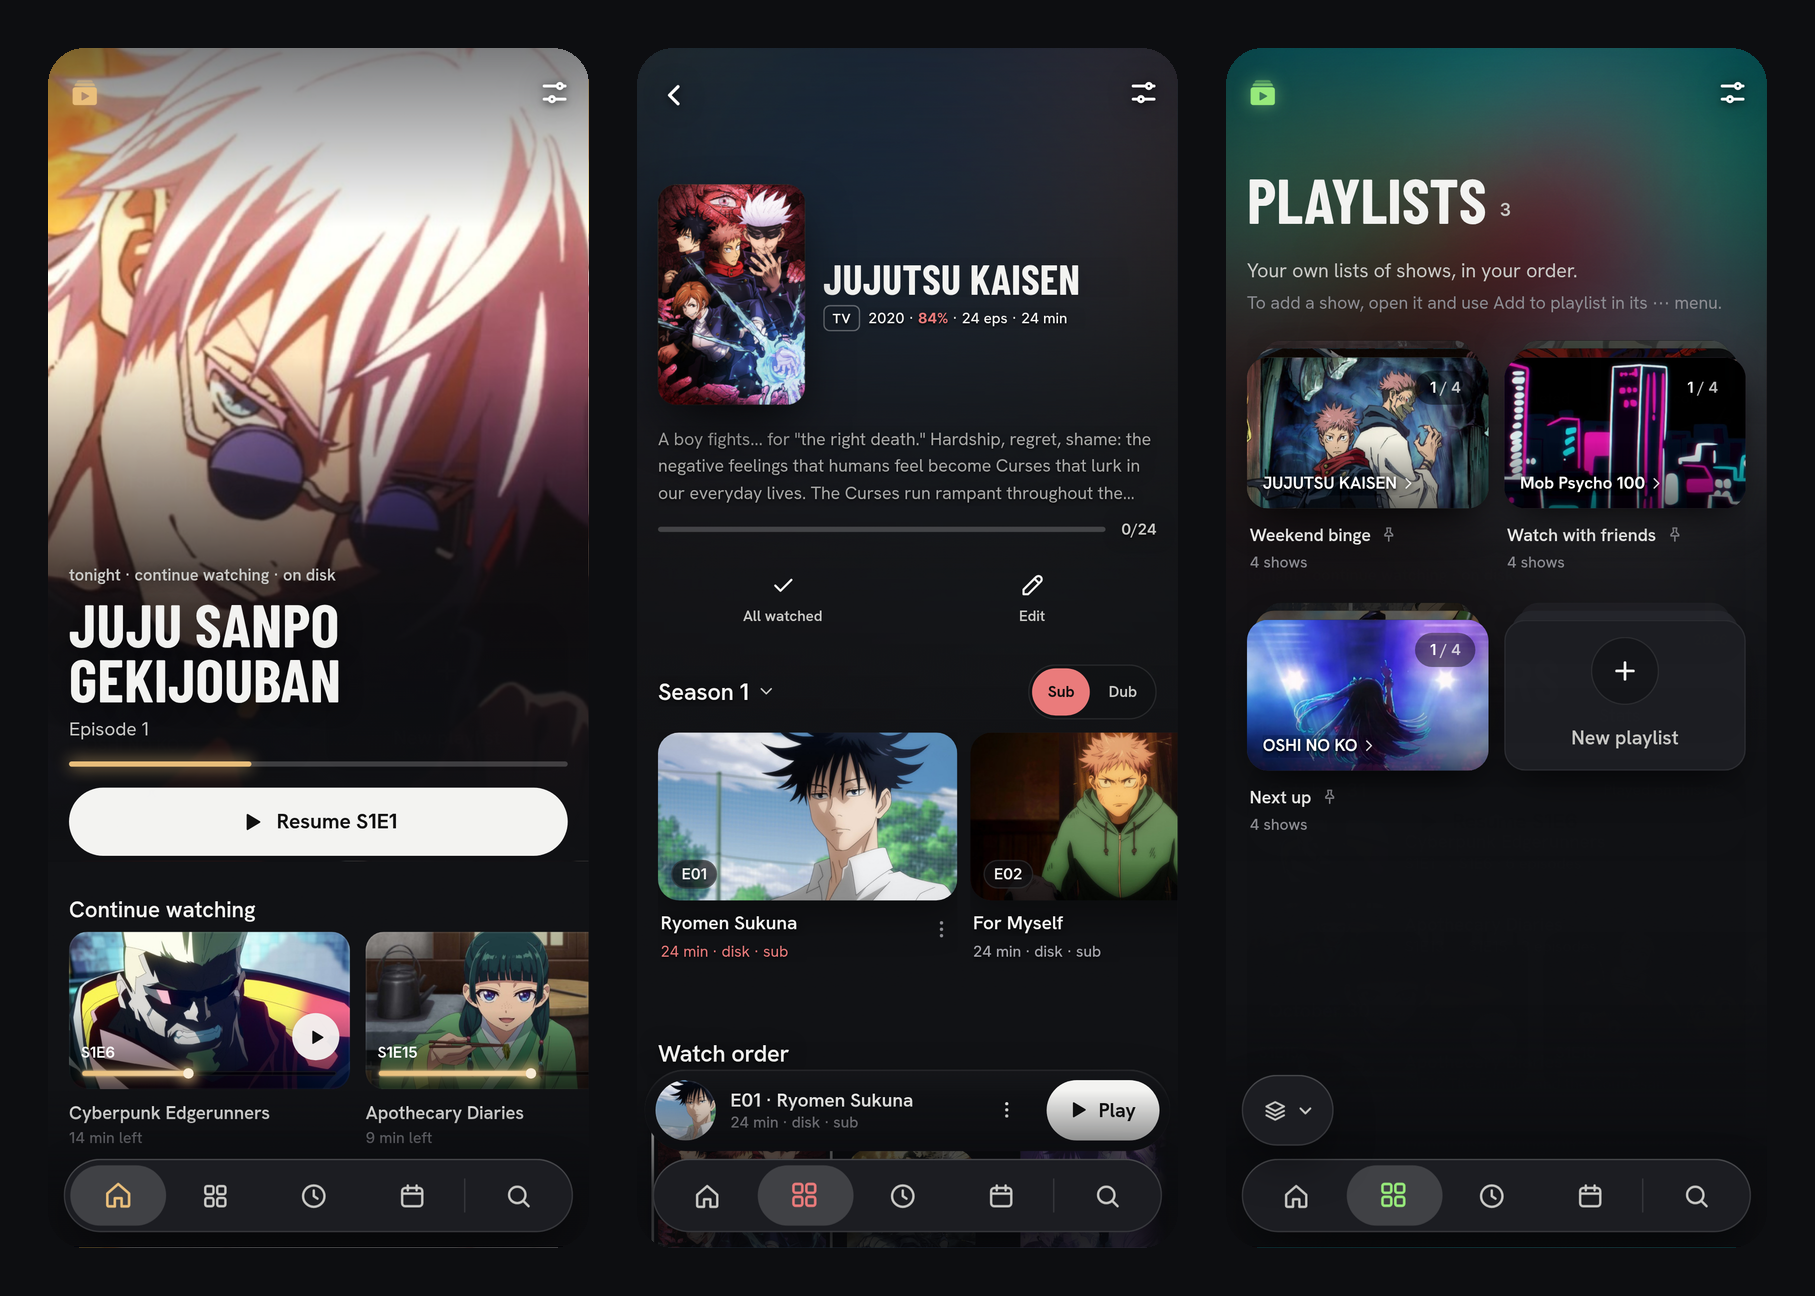 tonight · continue watching · on disk
JUJU SANPO
GEKIJOUBAN
Episode 1
Resume S1E1
Continue watching
S1E6
S1E15
Cyberpunk Edgerunners
Apothecary Diaries
14 min left
9 min left
JUJUTSU KAISEN
TV 2020 · 84% · 24 eps · 24 min
A boy fights... for "the right death." Hardship, regret, shame: the
negative feelings that humans feel become Curses that lurk in
our everyday lives. The Curses run rampant throughout the...
0/24
All watched
Edit
Season 1
Sub
Dub
E01
E02
Ryomen Sukuna
For Myself
24 min · disk · sub
24 min · disk · sub
Watch order
E01 · Ryomen Sukuna
24 min · disk · sub
Play
PLAYLISTS 3
Your own lists of shows, in your order.
To add a show, open it and use Add to playlist in its ··· menu.
1 / 4
1 / 4
JUJUTSU KAISEN
Mob Psycho 100
Weekend binge
Watch with friends
4 shows
4 shows
1 / 4
OSHI NO KO
New playlist
Next up
4 shows